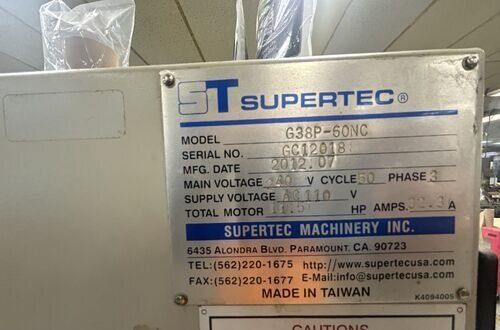 ST SUPERTEC®
MODEL G38P-60NC
SERIAL NO. GC12018
MFG. DATE 2012.07
MAIN VOLTAGE 240 V CYCLE 60 PHASE 3
SUPPLY VOLTAGE AC110 V
TOTAL MOTOR HP AMPS. A
SUPERTEC MACHINERY INC.
6435 ALONDRA BLVD. PARAMOUNT, CA. 90723
TEL:(562)220-1675 http://www.supertecusa.com
FAX:(562)220-1677 E-Mail:info@supertecusa.com
MADE IN TAIWAN
K4094005
CAUTIONS